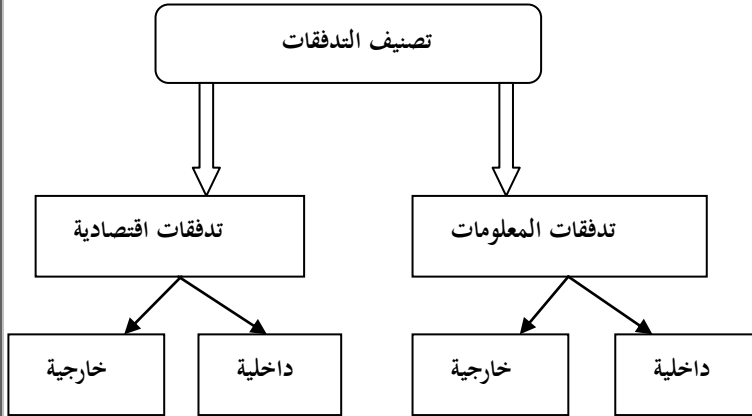 تصنيف التدفقات
تدفقات المعلومات
تدفقات اقتصادية
داخلية
خارجية
داخلية
خارجية